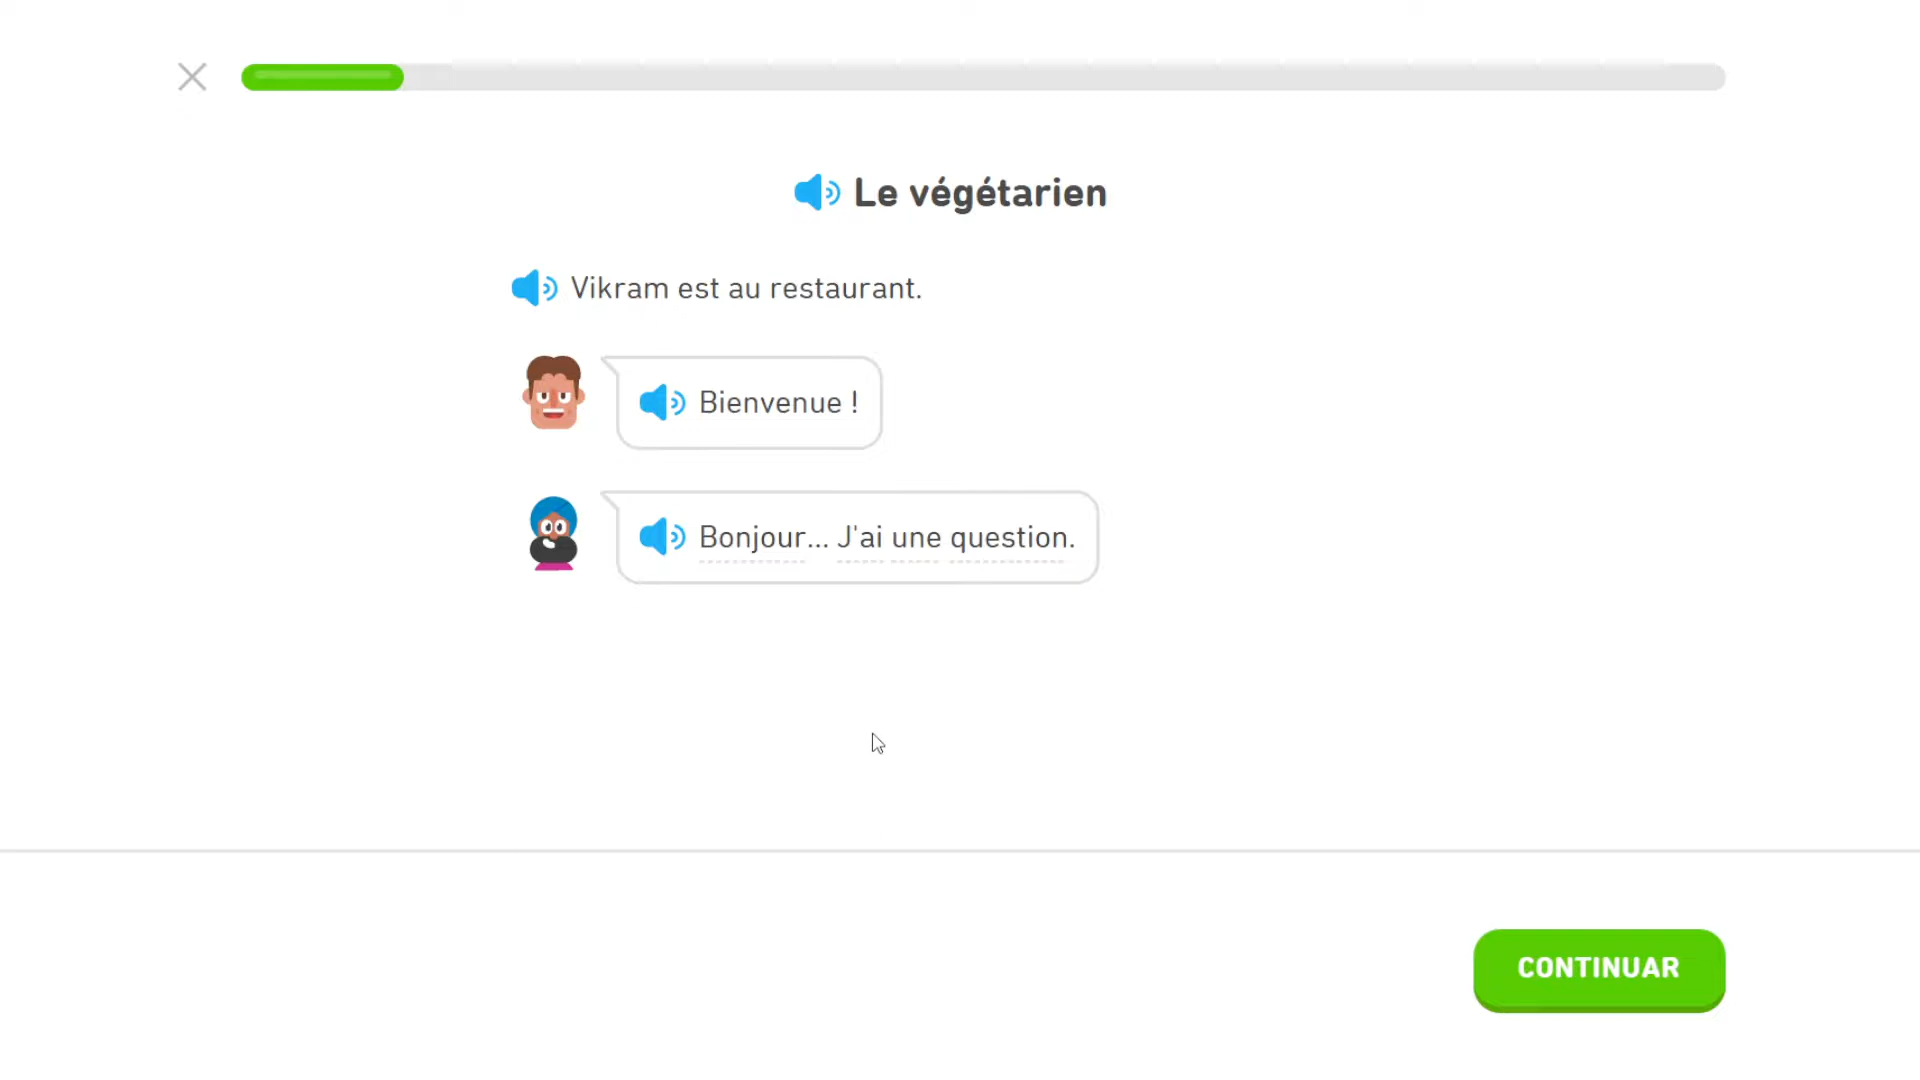 Le végétarien
Vikram est au restaurant.
Bienvenue !
Bonjour... J'ai une question.
CONTINUAR